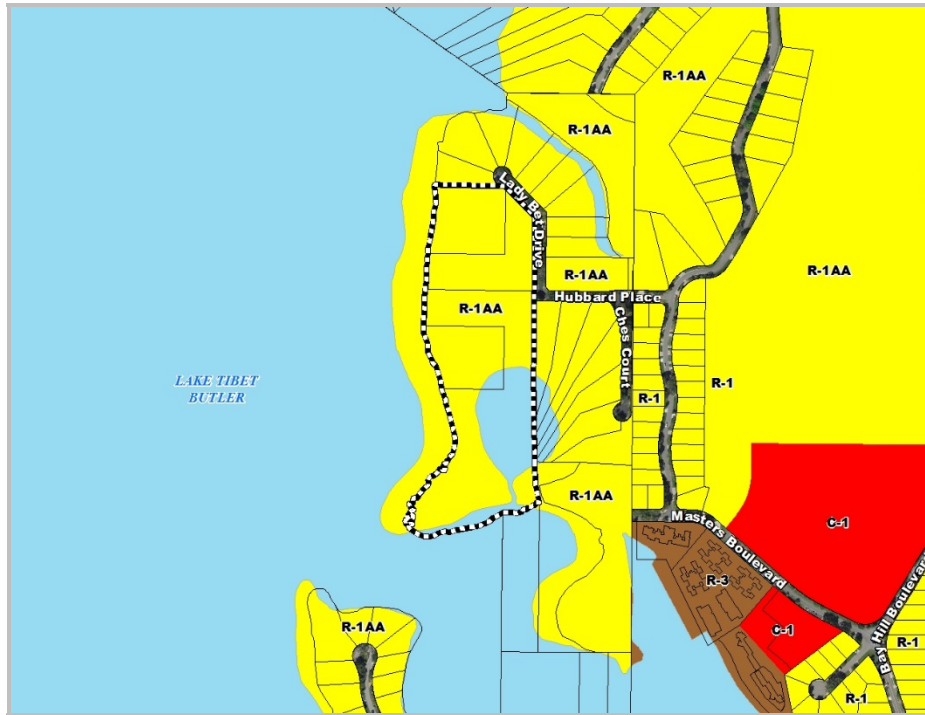 R-1AA
R-1AA
Lady Bet Drive
R-1AA
R-1AA
Hubbard Place
R-1AA
Ches Court
LAKE TIBET
BUTLER
R-1
R-1
R-1AA
Masters Boulevard
C-1
R-3
C-1
Bay Hill Boulevard
R-1AA
R-1
R-1